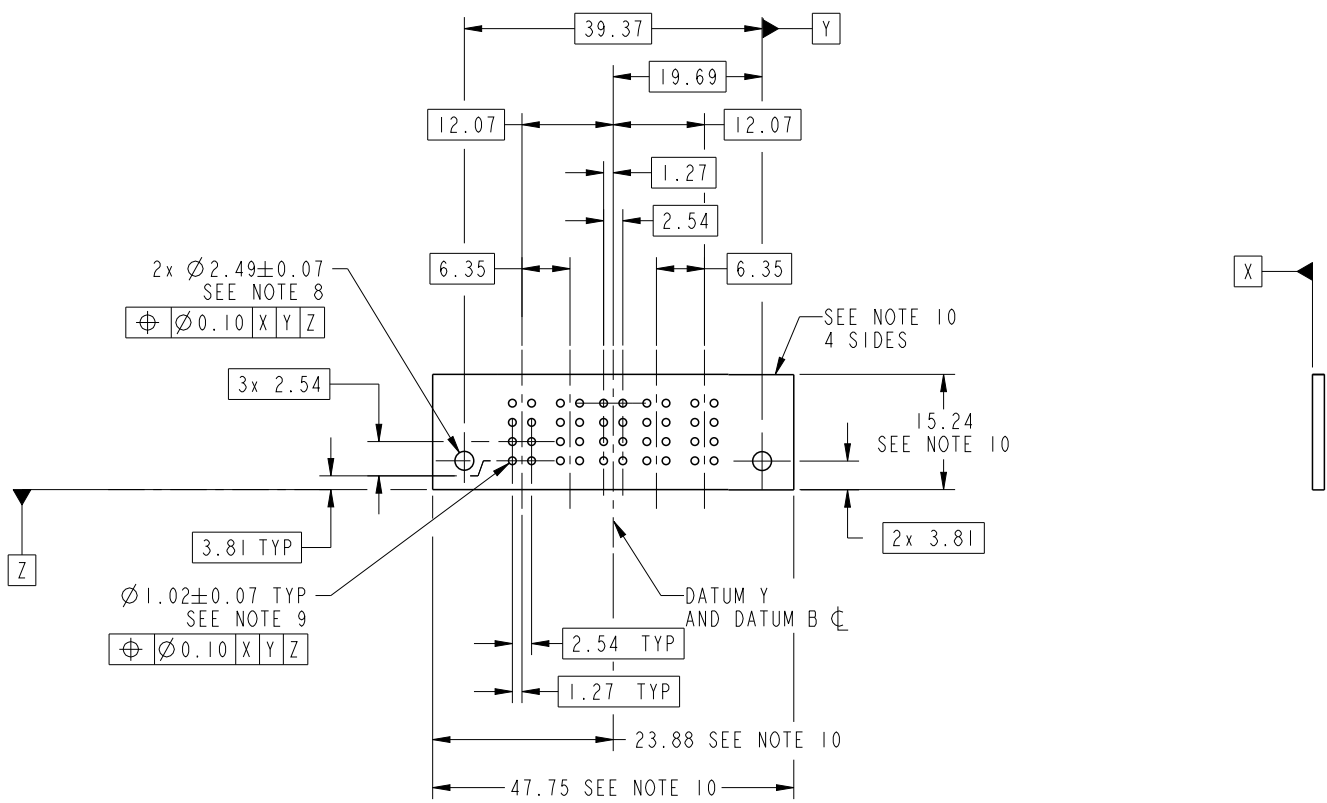 39.37
Y
19.69
12.07
12.07
1.27
2.54
6.35
6.35
X
2x Ø2.49±0.07
SEE NOTE 8
⌖ Ø0.10 X Y Z
SEE NOTE 10
4 SIDES
3x 2.54
15.24
SEE NOTE 10
3.81 TYP
2x 3.81
Z
Ø1.02±0.07 TYP
SEE NOTE 9
⌖ Ø0.10 X Y Z
DATUM Y
AND DATUM B ℄
2.54 TYP
1.27 TYP
23.88 SEE NOTE 10
47.75 SEE NOTE 10